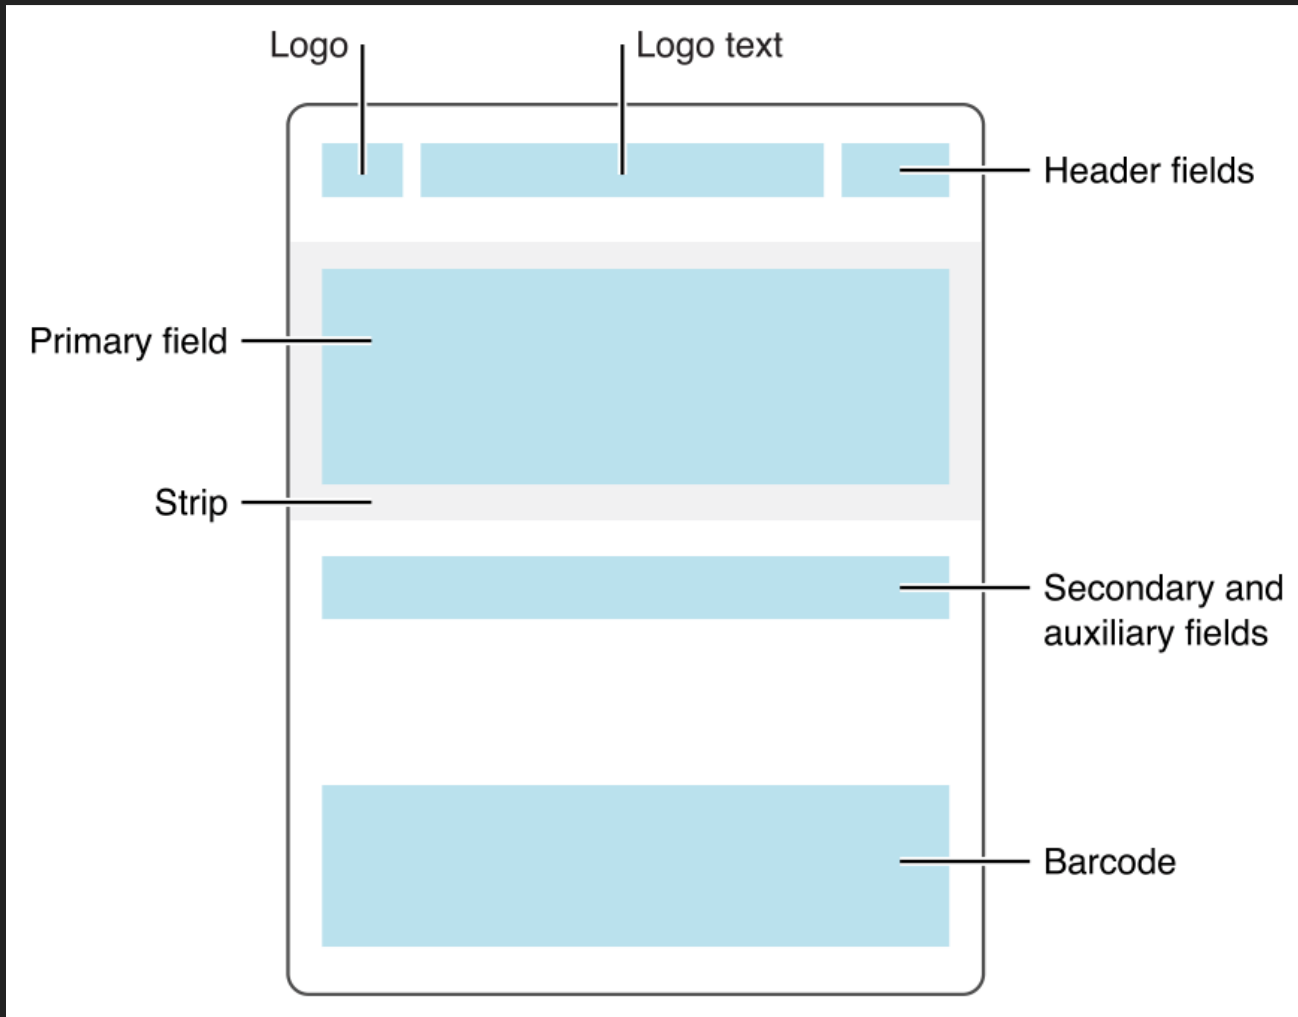 Logo
Logo text
Header fields
Primary field
Strip
Secondary and
auxiliary fields
Barcode